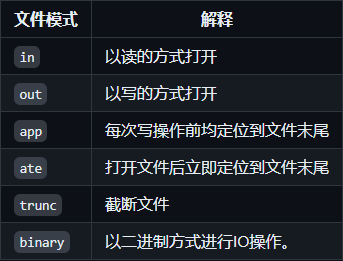 文件模式 解释
in 以读的方式打开
out 以写的方式打开
app 每次写操作前均定位到文件末尾
ate 打开文件后立即定位到文件末尾
trunc 截断文件
binary 以二进制方式进行IO操作。